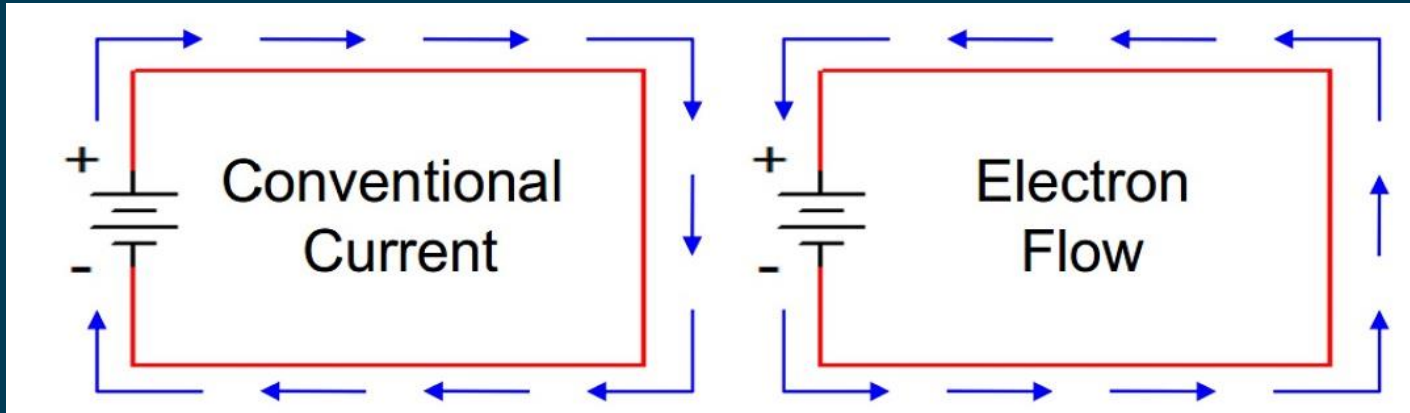 +
Conventional
Current
-
+
Electron
Flow
-